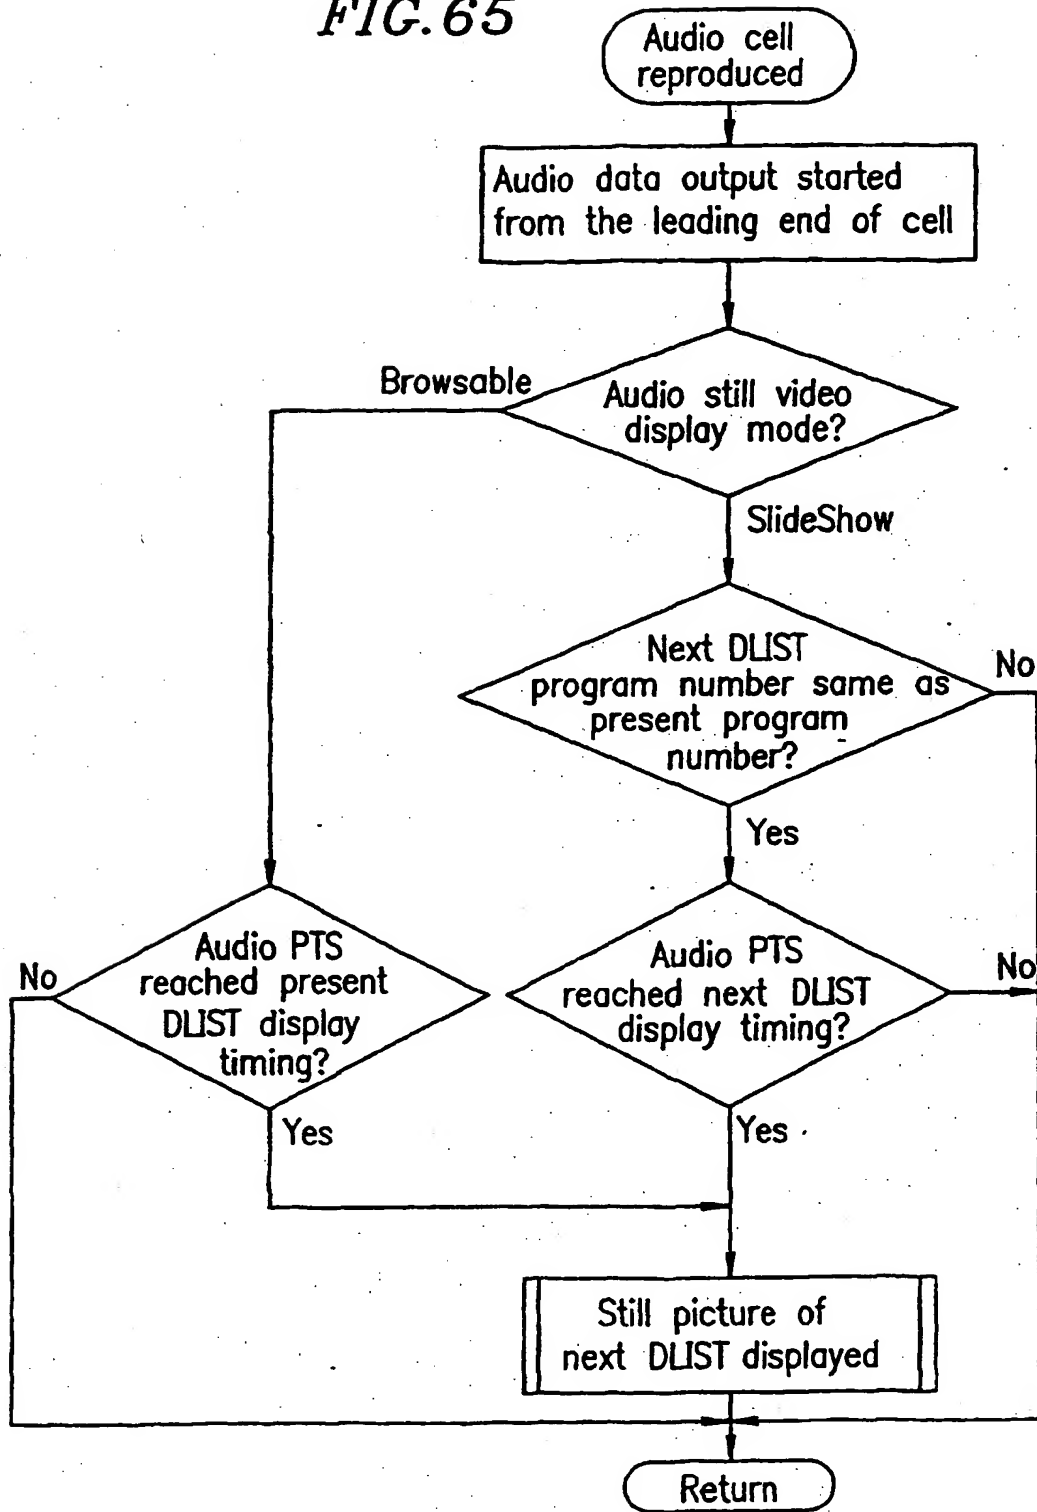 FIG.65
Audio cell
reproduced
Audio data output started
from the leading end of cell
Browsable
Audio still video
display mode?
SlideShow
Next DLIST
program number same as
present program
number?
No
Yes
Audio PTS
reached present
DLIST display
timing?
No
Audio PTS
reached next DLIST
display timing?
No
Yes
Yes
Still picture of
next DLIST displayed
Return